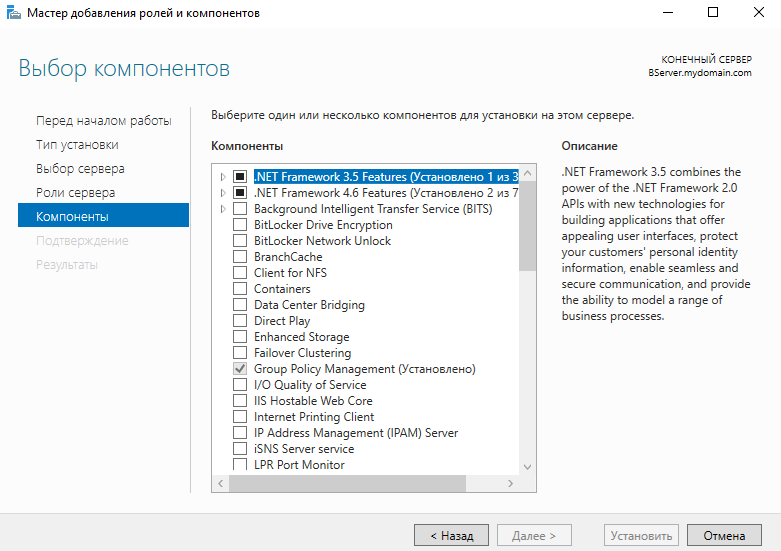 Мастер добавления ролей и компонентов
Выбор компонентов
КОНЕЧНЫЙ СЕРВЕР
BServer.mydomain.com
Перед началом работы
Тип установки
Выбор сервера
Роли сервера
Компоненты
Подтверждение
Результаты
Выберите один или несколько компонентов для установки на этом сервере.
Компоненты
.NET Framework 3.5 Features (Установлено 1 из 3
.NET Framework 4.6 Features (Установлено 2 из 7
Background Intelligent Transfer Service (BITS)
BitLocker Drive Encryption
BitLocker Network Unlock
BranchCache
Client for NFS
Containers
Data Center Bridging
Direct Play
Enhanced Storage
Failover Clustering
Group Policy Management (Установлено)
I/O Quality of Service
IIS Hostable Web Core
Internet Printing Client
IP Address Management (IPAM) Server
iSNS Server service
LPR Port Monitor
Описание
.NET Framework 3.5 combines the
power of the .NET Framework 2.0
APIs with new technologies for
building applications that offer
appealing user interfaces, protect
your customers' personal identity
information, enable seamless and
secure communication, and provide
the ability to model a range of
business processes.
< Назад
Далее >
Установить
Отмена